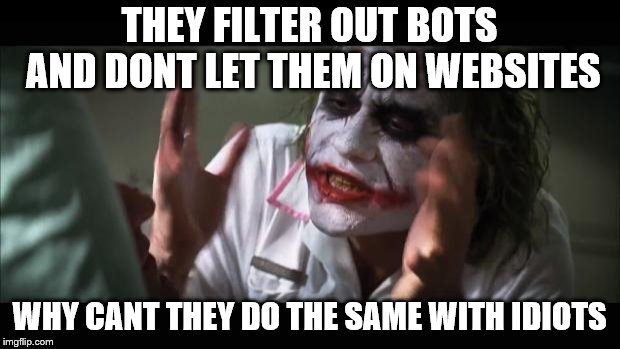 THEY FILTER OUT BOTS
AND DONT LET THEM ON WEBSITES
WHY CANT THEY DO THE SAME WITH IDIOTS
imgflip.com